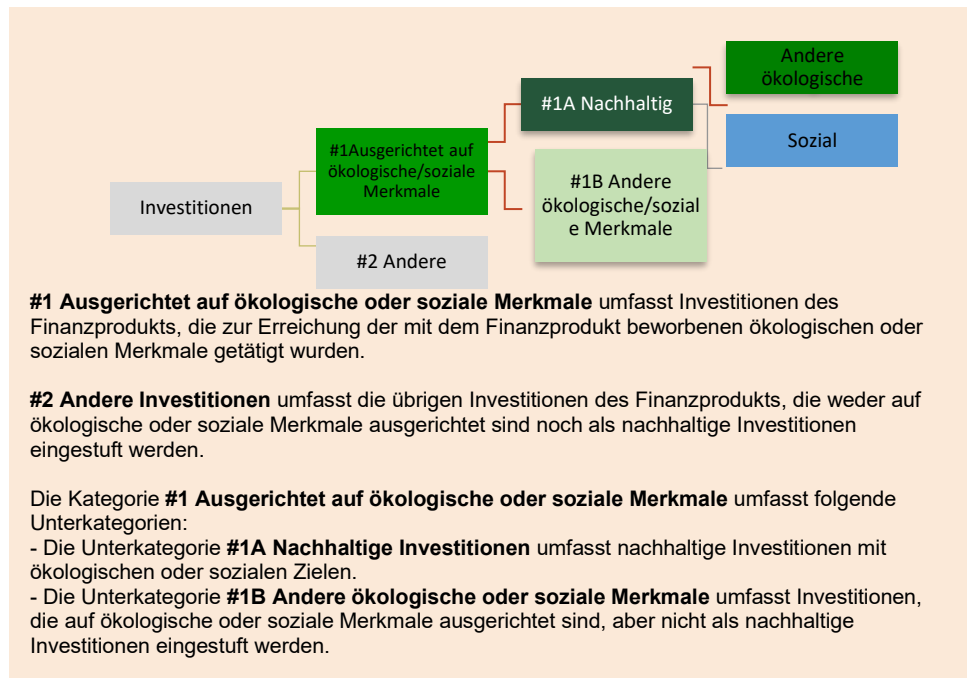 Andere
ökologische
#1A Nachhaltig
Sozial
#1Ausgerichtet auf
ökologische/soziale
Merkmale
#1B Andere
ökologische/sozial
e Merkmale
Investitionen
#2 Andere
#1 Ausgerichtet auf ökologische oder soziale Merkmale umfasst Investitionen des
Finanzprodukts, die zur Erreichung der mit dem Finanzprodukt beworbenen ökologischen oder
sozialen Merkmale getätigt wurden.
#2 Andere Investitionen umfasst die übrigen Investitionen des Finanzprodukts, die weder auf
ökologische oder soziale Merkmale ausgerichtet sind noch als nachhaltige Investitionen
eingestuft werden.
Die Kategorie #1 Ausgerichtet auf ökologische oder soziale Merkmale umfasst folgende
Unterkategorien:
- Die Unterkategorie #1A Nachhaltige Investitionen umfasst nachhaltige Investitionen mit
ökologischen oder sozialen Zielen.
- Die Unterkategorie #1B Andere ökologische oder soziale Merkmale umfasst Investitionen,
die auf ökologische oder soziale Merkmale ausgerichtet sind, aber nicht als nachhaltige
Investitionen eingestuft werden.